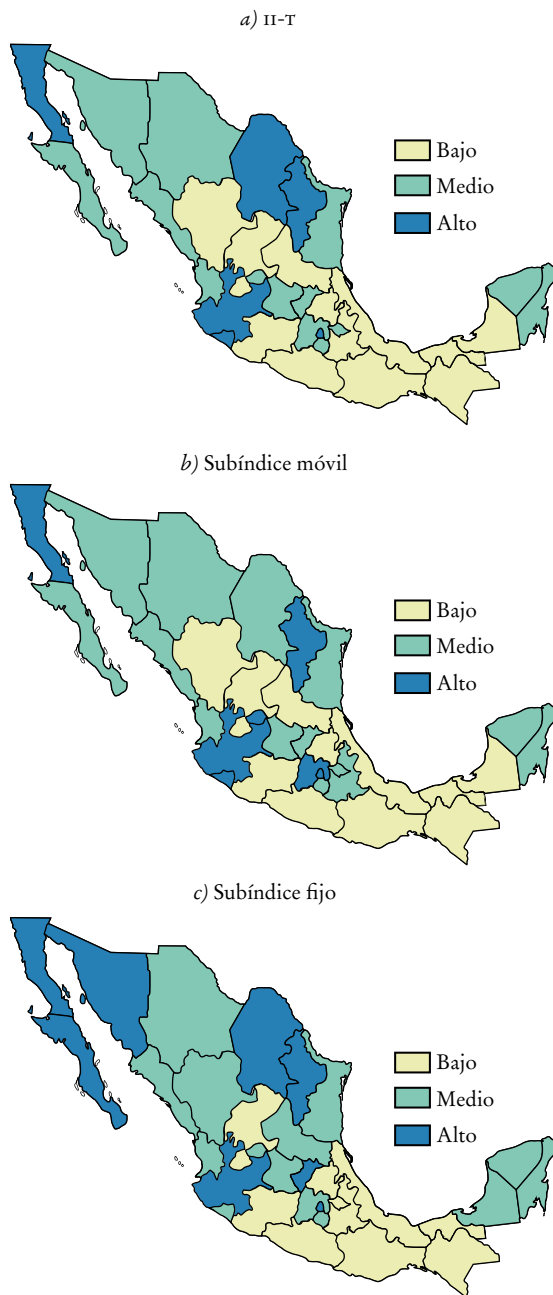 a) II-T
Bajo
Medio
Alto
b) Subíndice móvil
Bajo
Medio
Alto
c) Subíndice fijo
Bajo
Medio
Alto